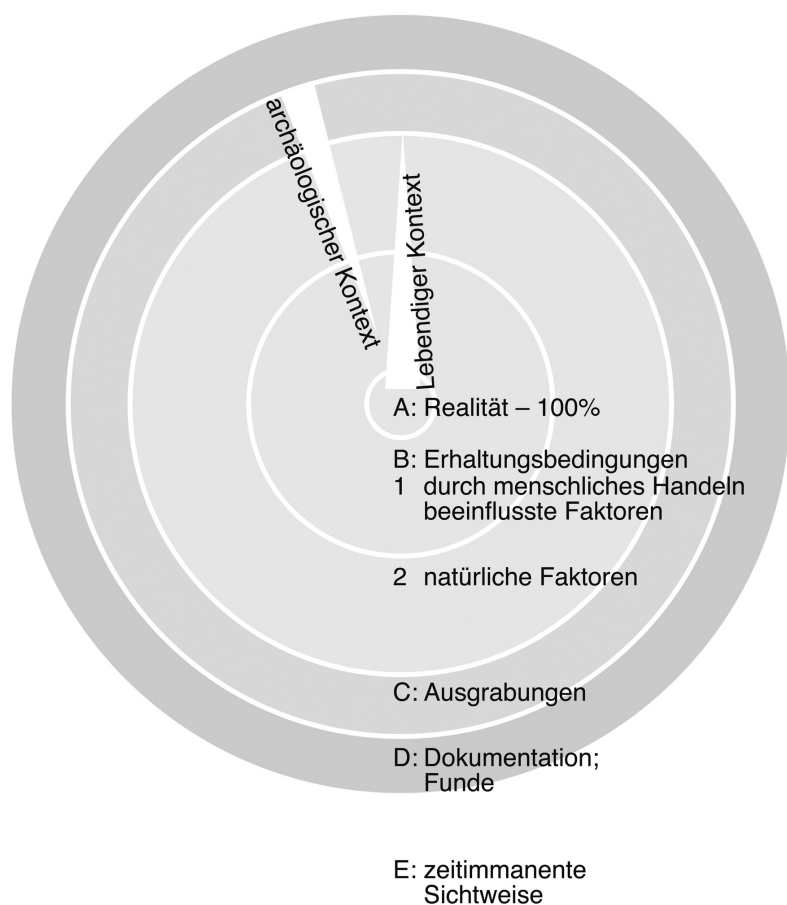 archäologischer Kontext
Lebendiger Kontext
A: Realität – 100%
B: Erhaltungsbedingungen
1 durch menschliches Handeln
beeinflusste Faktoren
2 natürliche Faktoren
C: Ausgrabungen
D: Dokumentation;
Funde
E: zeitimmanente
Sichtweise